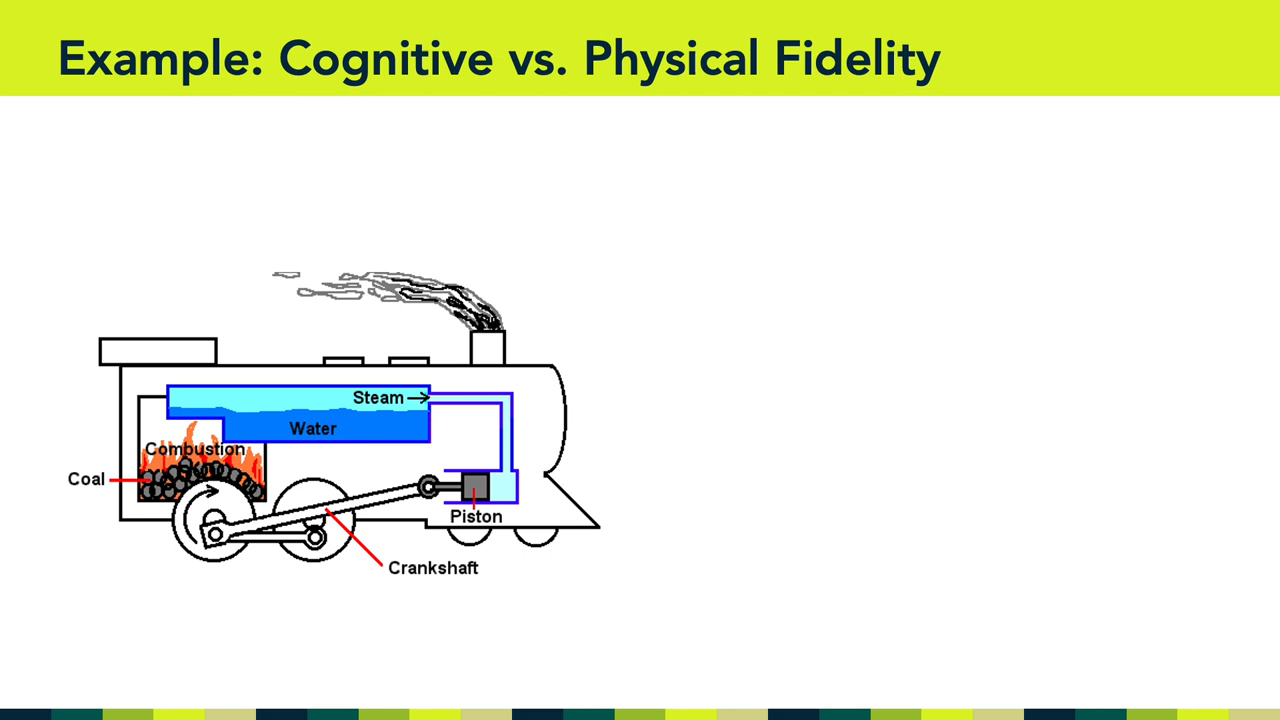 Example: Cognitive vs. Physical Fidelity
Steam
Water
Combustion
Coal
Piston
Crankshaft